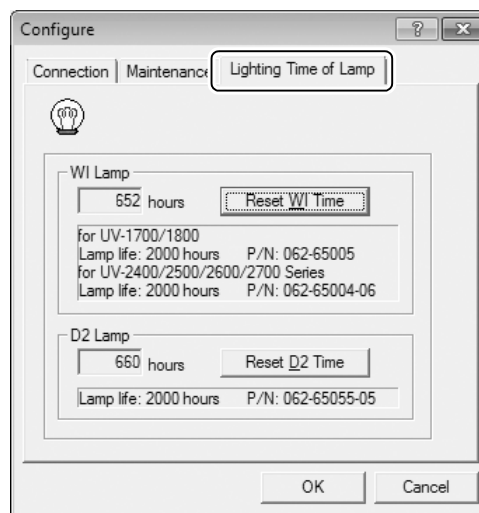 Configure
Connection
Maintenance
Lighting Time of Lamp
WI Lamp
652 hours
Reset WI Time
for UV-1700/1800
Lamp life: 2000 hours P/N: 062-65005
for UV-2400/2500/2600/2700 Series
Lamp life: 2000 hours P/N: 062-65004-06
D2 Lamp
660 hours
Reset D2 Time
Lamp life: 2000 hours P/N: 062-65055-05
OK
Cancel